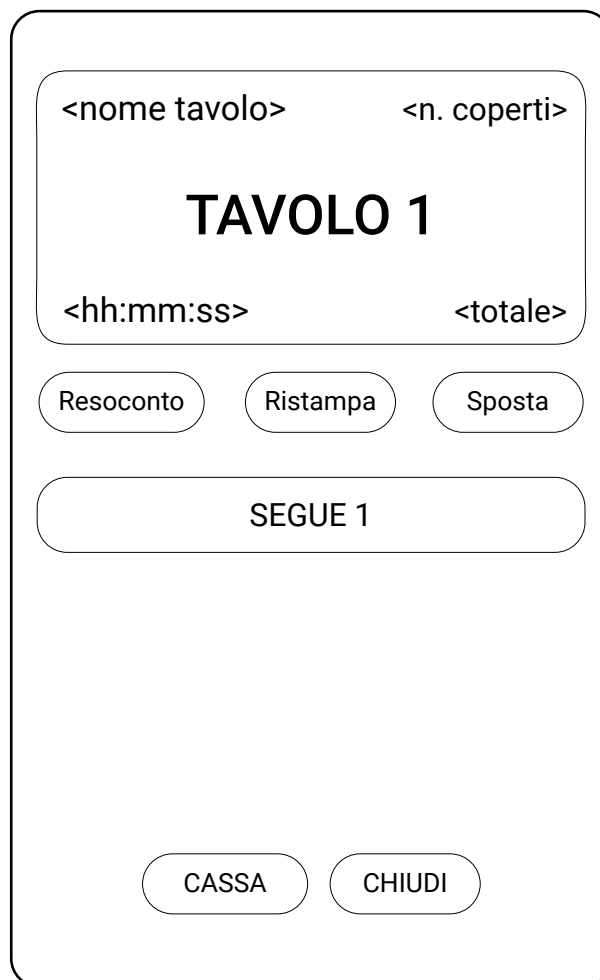 <nome tavolo> <n. coperti>
TAVOLO 1
<hh:mm:ss> <totale>
Resoconto Ristampa Sposta
SEGUE 1
CASSA CHIUDI